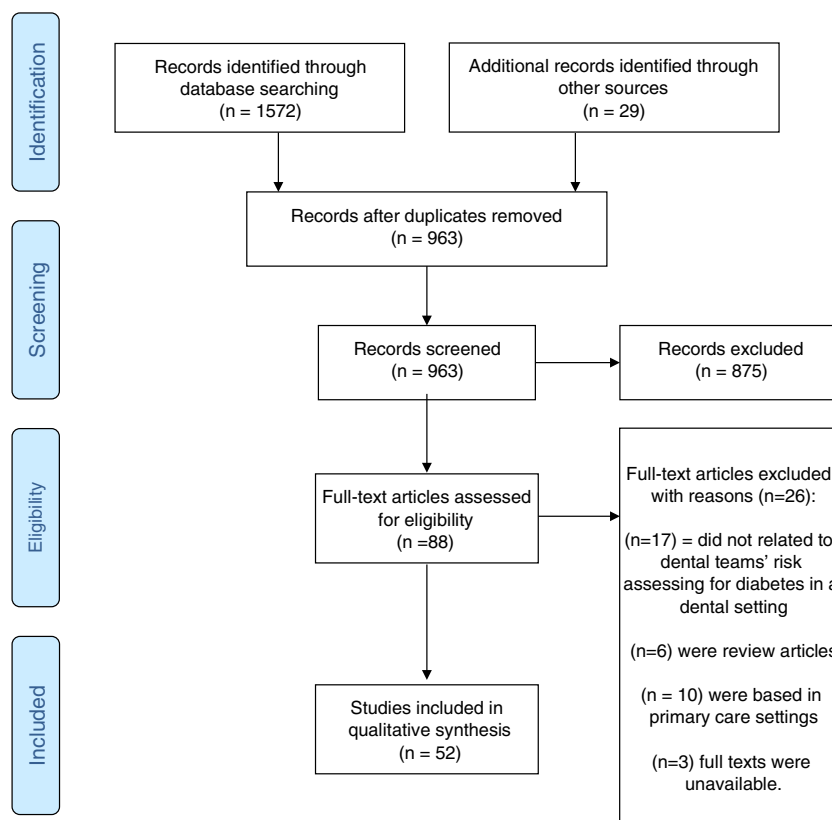 Identification
Records identified through
database searching
(n = 1572)
Additional records identified through
other sources
(n = 29)
Records after duplicates removed
(n = 963)
Screening
Records screened
(n = 963)
Records excluded
(n = 875)
Eligibility
Full-text articles assessed
for eligibility
(n =88)
Full-text articles excluded
with reasons (n=26):
(n=17) = did not related to
dental teams' risk
assessing for diabetes in a
dental setting
(n=6) were review articles
(n = 10) were based in
primary care settings
(n=3) full texts were
unavailable.
Included
Studies included in
qualitative synthesis
(n = 52)